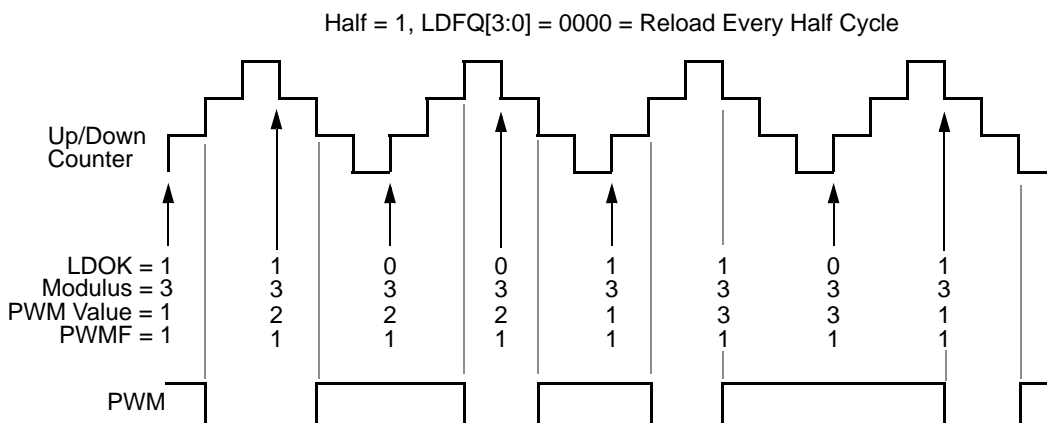 Half = 1, LDFQ[3:0] = 0000 = Reload Every Half Cycle
Up/Down
Counter
LDOK = 1 1 0 0 1 1 0 1
Modulus = 3 3 3 3 3 3 3 3
PWM Value = 1 2 2 2 1 3 3 1
PWMF = 1 1 1 1 1 1 1 1
PWM